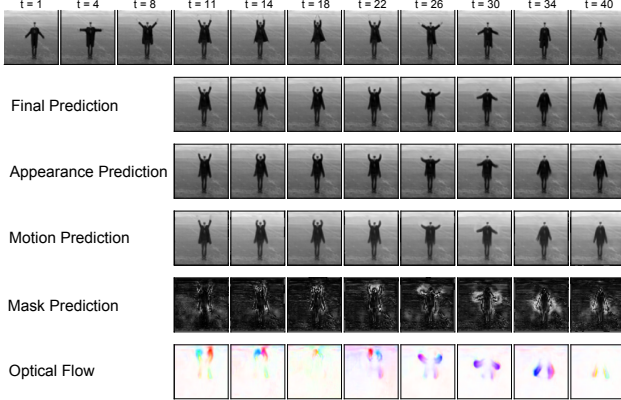 t = 1 t = 4 t = 8 t = 11 t = 14 t = 18 t = 22 t = 26 t = 30 t = 34 t = 40
Final Prediction
Appearance Prediction
Motion Prediction
Mask Prediction
Optical Flow